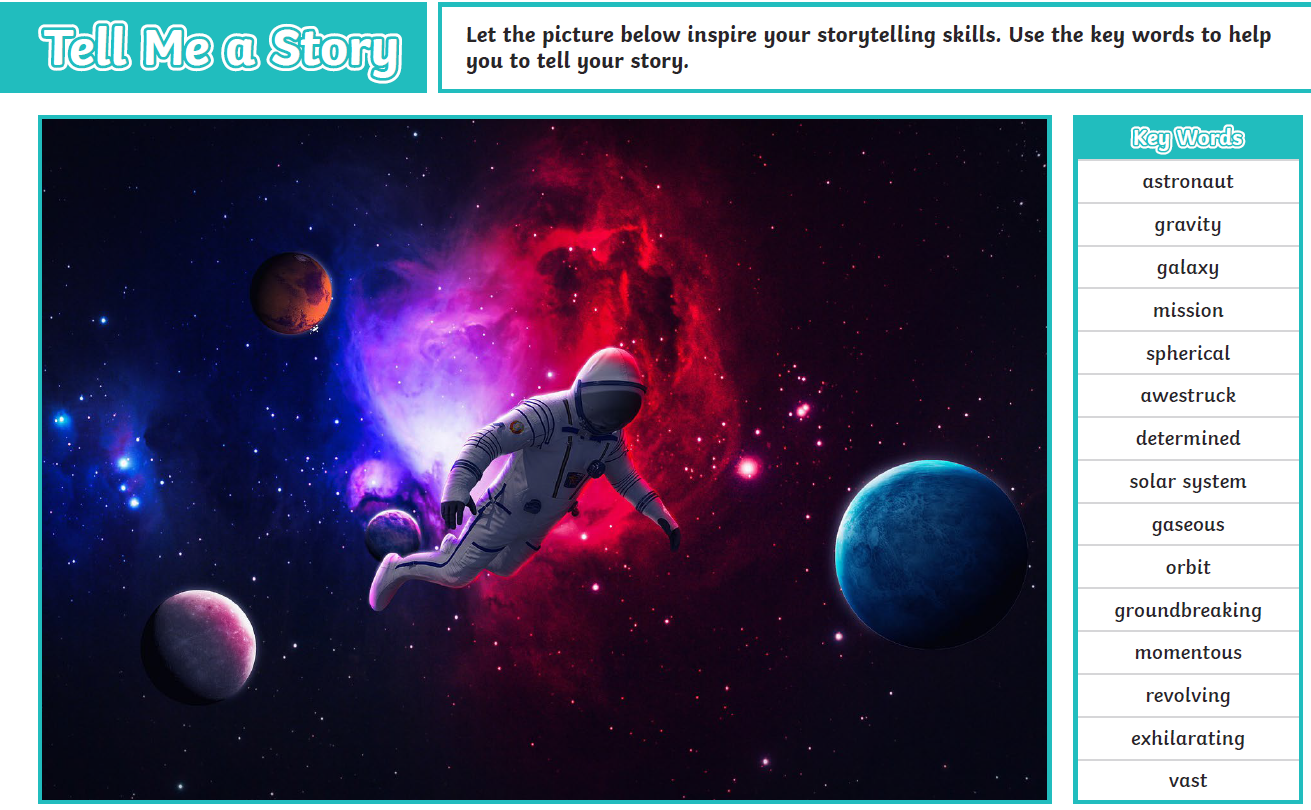 Tell Me a Story
Let the picture below inspire your storytelling skills. Use the key words to help
you to tell your story.
Key Words
astronaut
gravity
galaxy
mission
spherical
awestruck
determined
solar system
gaseous
orbit
groundbreaking
momentous
revolving
exhilarating
vast